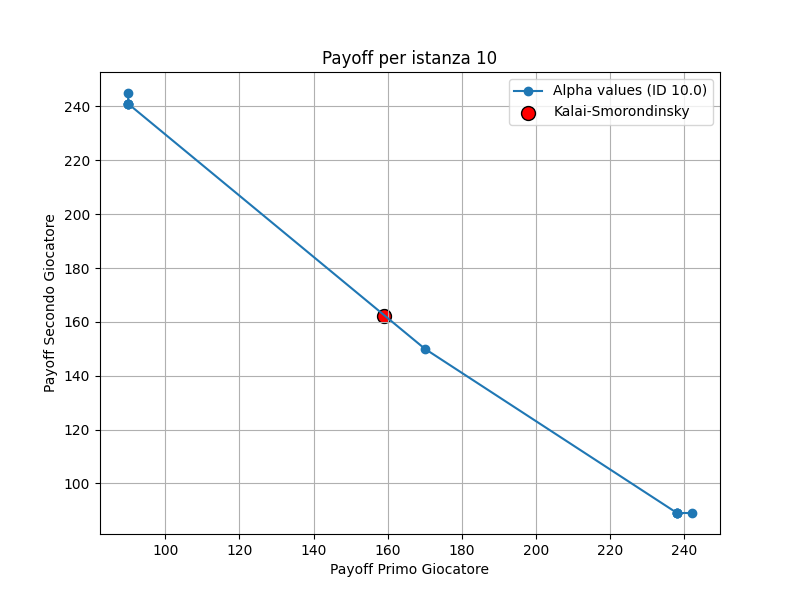 Payoff per istanza 10
Alpha values (ID 10.0)
Kalai-Smorondinsky
Payoff Secondo Giocatore
240
220
200
180
160
140
120
100
100 120 140 160 180 200 220 240
Payoff Primo Giocatore